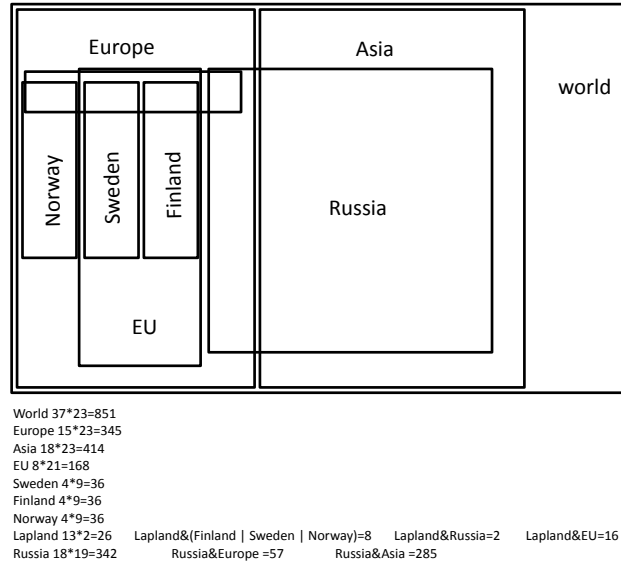 Europe
Asia
world
Norway
Sweden
Finland
Russia
EU
World 37*23=851
Europe 15*23=345
Asia 18*23=414
EU 8*21=168
Sweden 4*9=36
Finland 4*9=36
Norway 4*9=36
Lapland 13*2=26 Lapland&(Finland | Sweden | Norway)=8 Lapland&Russia=2 Lapland&EU=16
Russia 18*19=342 Russia&Europe =57 Russia&Asia =285